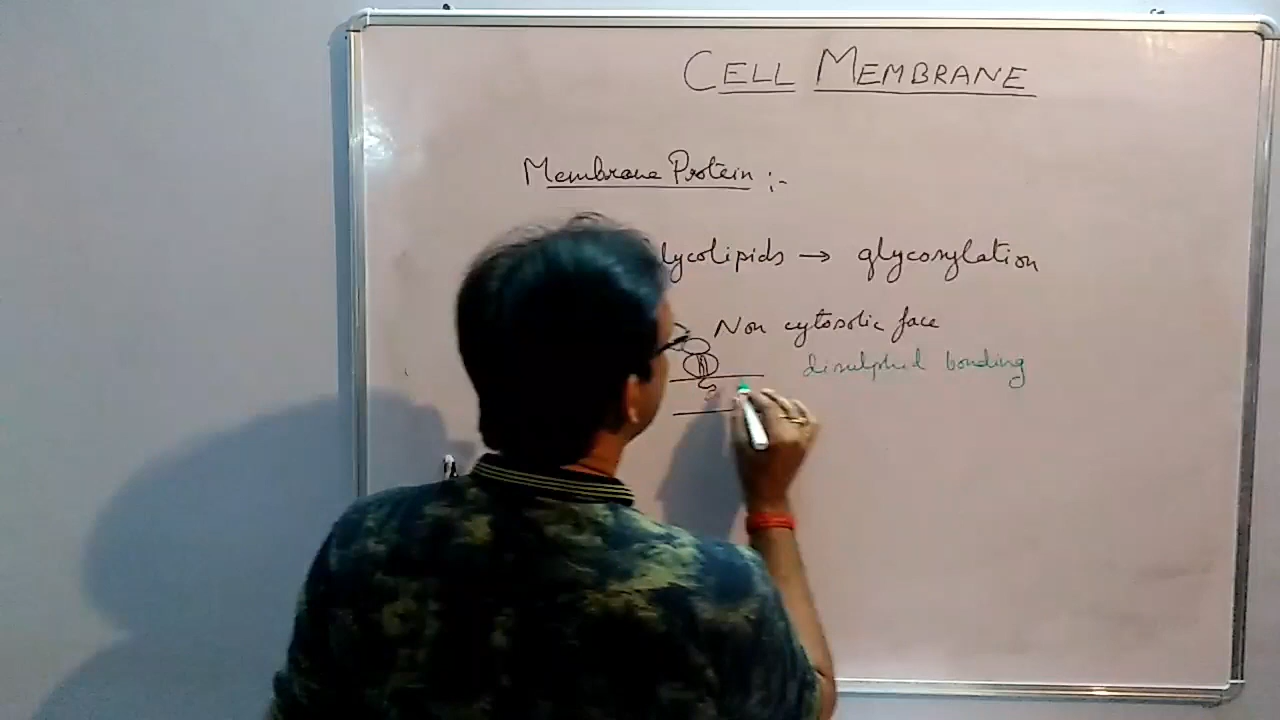 CELL MEMBRANE
Membrane Protein :-
lycolipids → glycosylation
Non cytosolic face
disulphid bonding